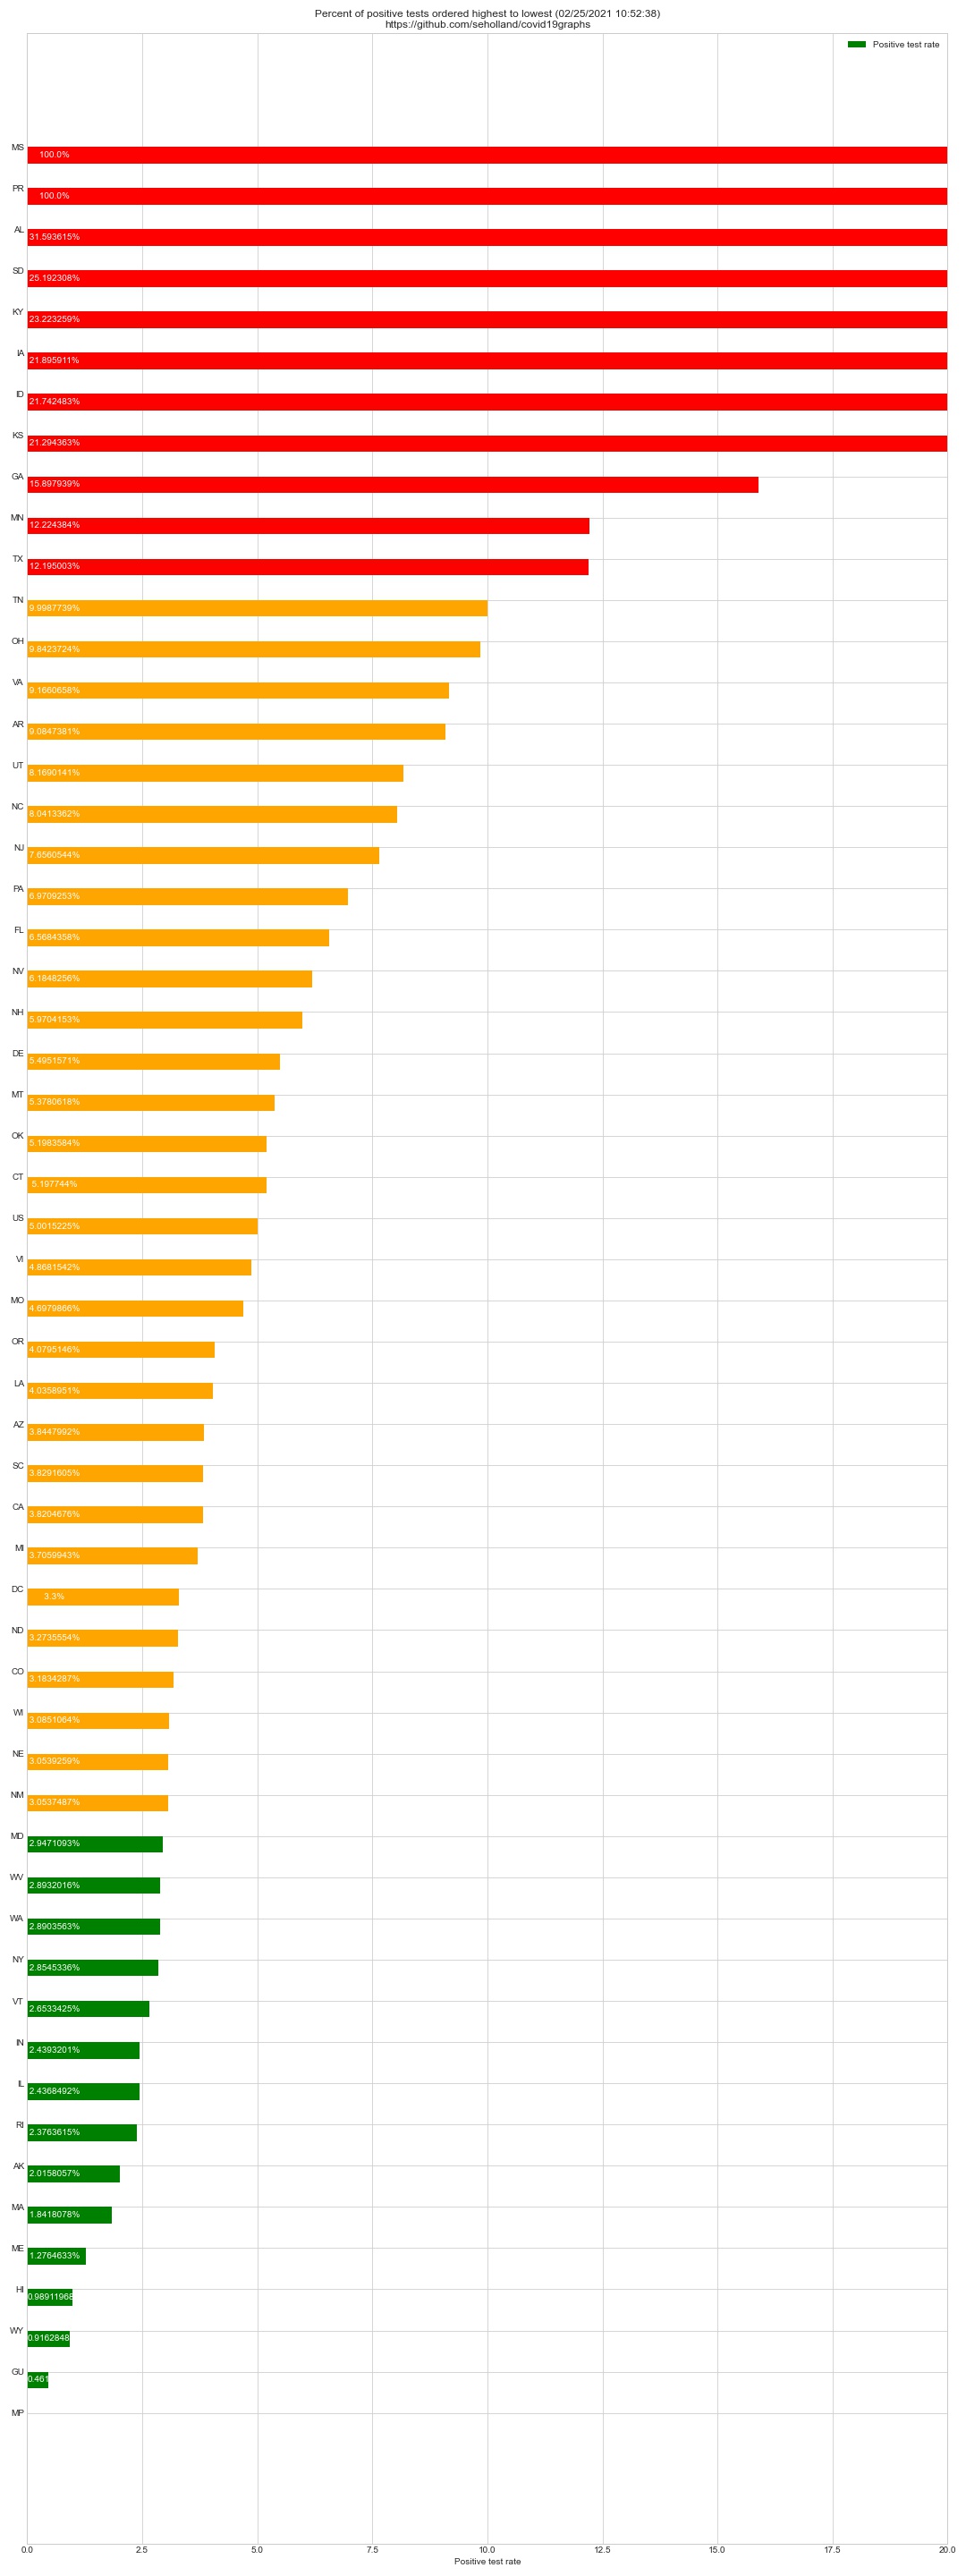 Percent of positive tests ordered highest to lowest (02/25/2021 10:52:38)
https://github.com/seholland/covid19graphs
Positive test rate
MS 100.0%
PR 100.0%
AL 31.593615%
SD 25.192308%
KY 23.223259%
IA 21.895911%
ID 21.742483%
KS 21.294363%
GA 15.897939%
MN 12.224384%
TX 12.195003%
TN 9.9987739%
OH 9.8423724%
VA 9.1660658%
AR 9.0847381%
UT 8.1690141%
NC 8.0413362%
NJ 7.6560544%
PA 6.9709253%
FL 6.5684358%
NV 6.1848256%
NH 5.9704153%
DE 5.4951571%
MT 5.3780618%
OK 5.1983584%
CT 5.197744%
US 5.0015225%
VI 4.8681542%
MO 4.6979866%
OR 4.0795146%
LA 4.0358951%
AZ 3.8447992%
SC 3.8291605%
CA 3.8204676%
MI 3.7059943%
DC 3.3%
ND 3.2735554%
CO 3.1834287%
WI 3.0851064%
NE 3.0539259%
NM 3.0537487%
MD 2.9471093%
WV 2.8932016%
WA 2.8903563%
NY 2.8545336%
VT 2.6533425%
IN 2.4393201%
IL 2.4368492%
RI 2.3763615%
AK 2.0158057%
MA 1.8418078%
ME 1.2764633%
HI 0.98911968
WY 0.9162848
GU 0.461
MP
0.0 2.5 5.0 7.5 10.0 12.5 15.0 17.5 20.0
Positive test rate